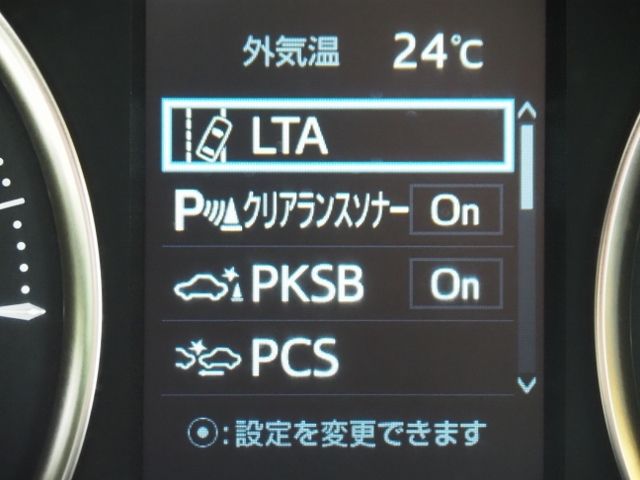 外気温 24℃
LTA
Pクリアランスソナー On
PKSB On
PCS
⦿:設定を変更できます